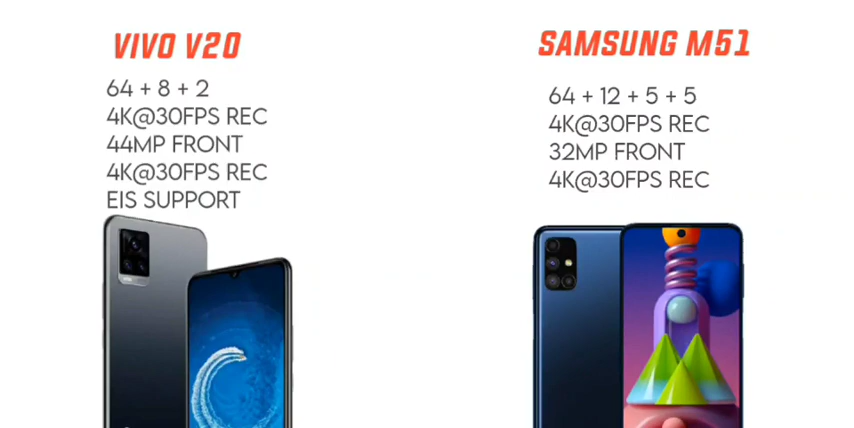 VIVO V20
64 + 8 + 2
4K@30FPS REC
44MP FRONT
4K@30FPS REC
EIS SUPPORT
SAMSUNG M51
64 + 12 + 5 + 5
4K@30FPS REC
32MP FRONT
4K@30FPS REC